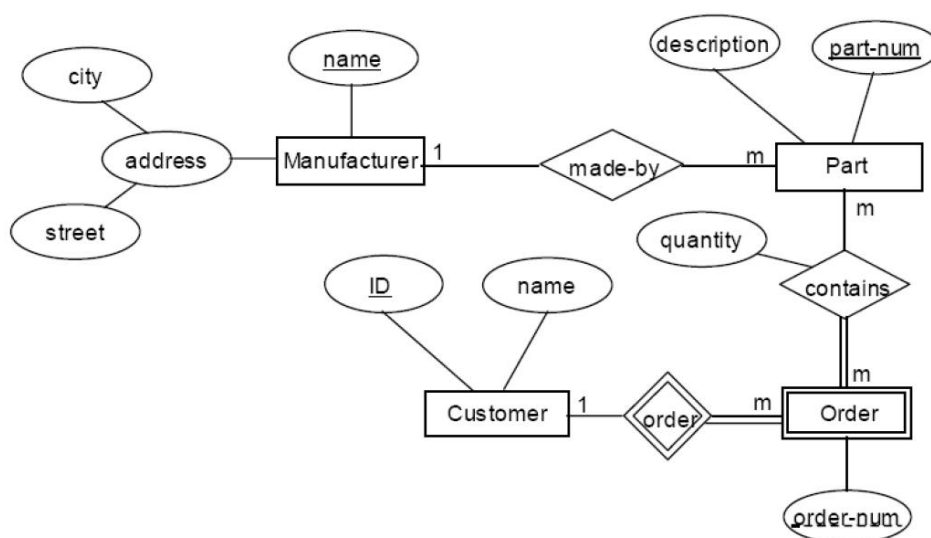 description
part-num
name
city
address
Manufacturer
1
made-by
m
Part
m
street
quantity
ID
name
contains
m
Customer
1
order
m
Order
order-num